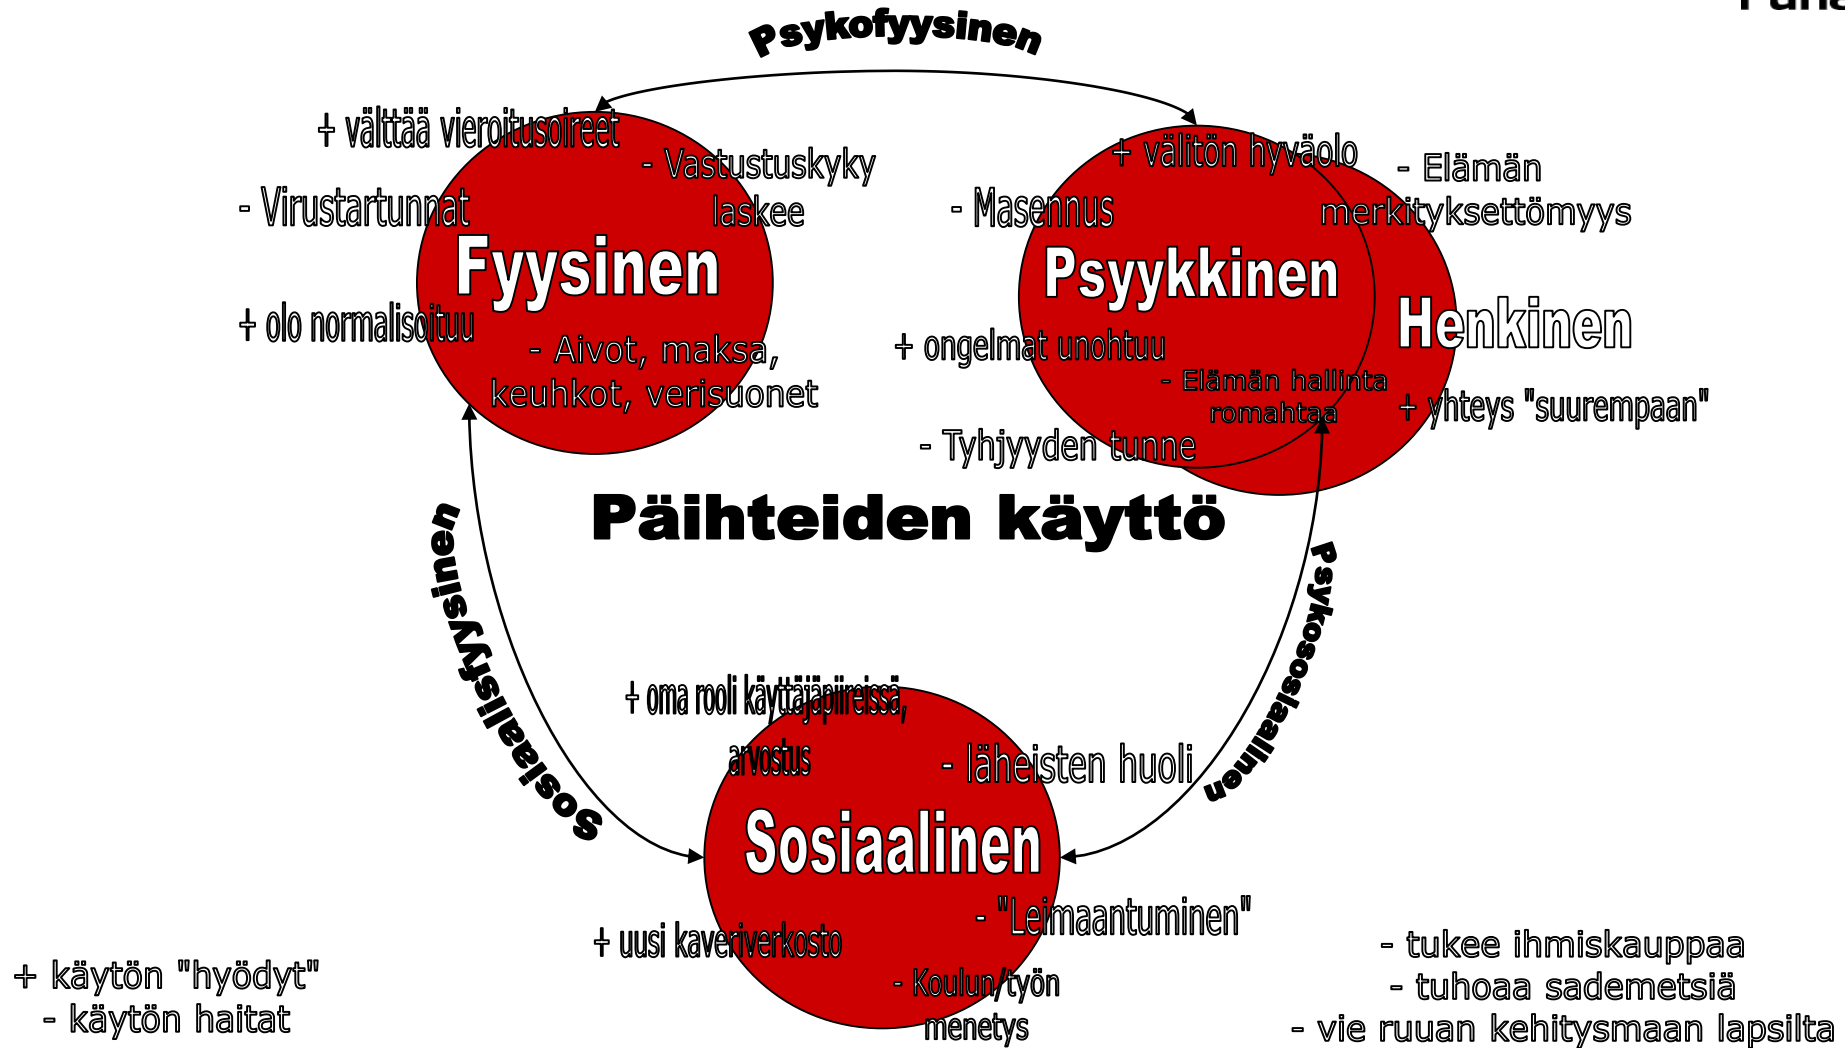 Psykofyysinen
+ välttää vieroitusoireet
- Vastustuskyky
laskee
- Virustartunnat
Fyysinen
+ olo normalisoituu
- Aivot, maksa,
keuhkot, verisuonet
+ välitön hyväolo
- Elämän
merkityksettömyys
- Masennus
Psyykkinen
Henkinen
+ ongelmat unohtuu
- Elämän hallinta
romahtaa
+ yhteys "suurempaan"
- Tyhjyyden tunne
Päihteiden käyttö
Sosiaalisfyysinen
Psykososiaalinen
+ oma rooli käyttäjäpiireissä,
arvostus
- läheisten huoli
Sosiaalinen
- "Leimaantuminen"
+ uusi kaveriverkosto
- Koulun/työn
menetys
+ käytön "hyödyt"
- käytön haitat
- tukee ihmiskauppaa
- tuhoaa sademetsiä
- vie ruuan kehitysmaan lapsilta